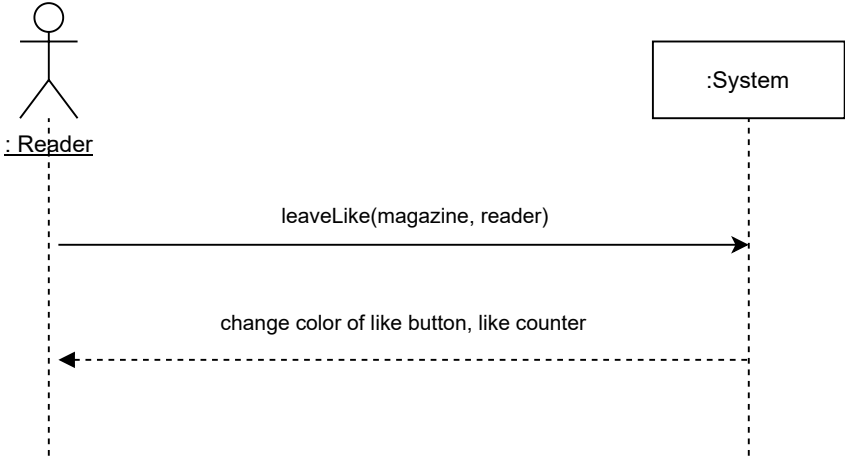 :System
: Reader
leaveLike(magazine, reader)
change color of like button, like counter